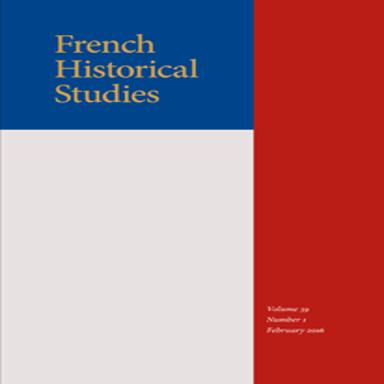 French
Historical
Studies
Volume 39
Number 1
February 2016